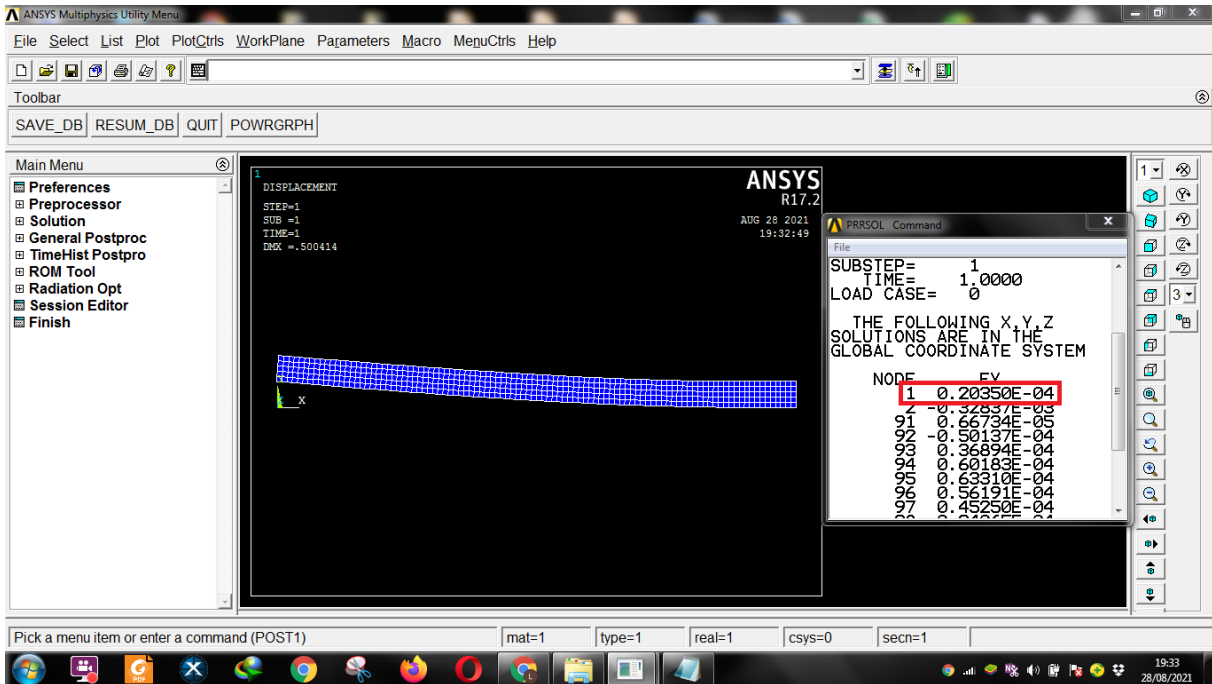 ANSYS Multiphysics Utility Menu
File Select List Plot PlotCtrls WorkPlane Parameters Macro MenuCtrls Help
Toolbar
SAVE_DB RESUM_DB QUIT POWRGRPH
Main Menu
Preferences
Preprocessor
Solution
General Postproc
TimeHist Postpro
ROM Tool
Radiation Opt
Session Editor
Finish
1
DISPLACEMENT
STEP=1
SUB =1
TIME=1
DMX =.500414
ANSYS
R17.2
AUG 28 2021
19:32:49
X
PRRSOL Command
File
SUBSTEP= 1
TIME= 1.0000
LOAD CASE= 0
THE FOLLOWING X,Y,Z
SOLUTIONS ARE IN THE
GLOBAL COORDINATE SYSTEM
NODE FY
1 0.20350E-04
2 -0.32837E-03
91 0.66734E-05
92 -0.50137E-04
93 0.36894E-04
94 0.60183E-04
95 0.63310E-04
96 0.56191E-04
97 0.45250E-04
1
3
Pick a menu item or enter a command (POST1)
mat=1
type=1
real=1
csys=0
secn=1
19:33
28/08/2021